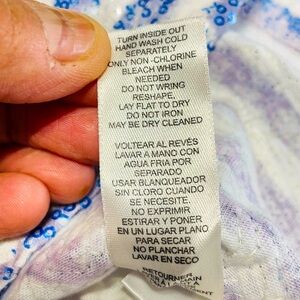 TURN INSIDE OUT
HAND WASH COLD
SEPARATELY
ONLY NON -CHLORINE
BLEACH WHEN
NEEDED
DO NOT WRING
RESHAPE,
LAY FLAT TO DRY
DO NOT IRON
MAY BE DRY CLEANED
VOLTEAR AL REVÉS
LAVAR A MANO CON
AGUA FRIA POR
SEPARADO
USAR BLANQUEADOR
SIN CLORO CUANDO
SE NECESITE.
NO EXPRIMIR
ESTIRAR Y PONER
EN UN LUGAR PLANO
PARA SECAR
NO PLANCHAR
LAVAR EN SECO
RETOURNER